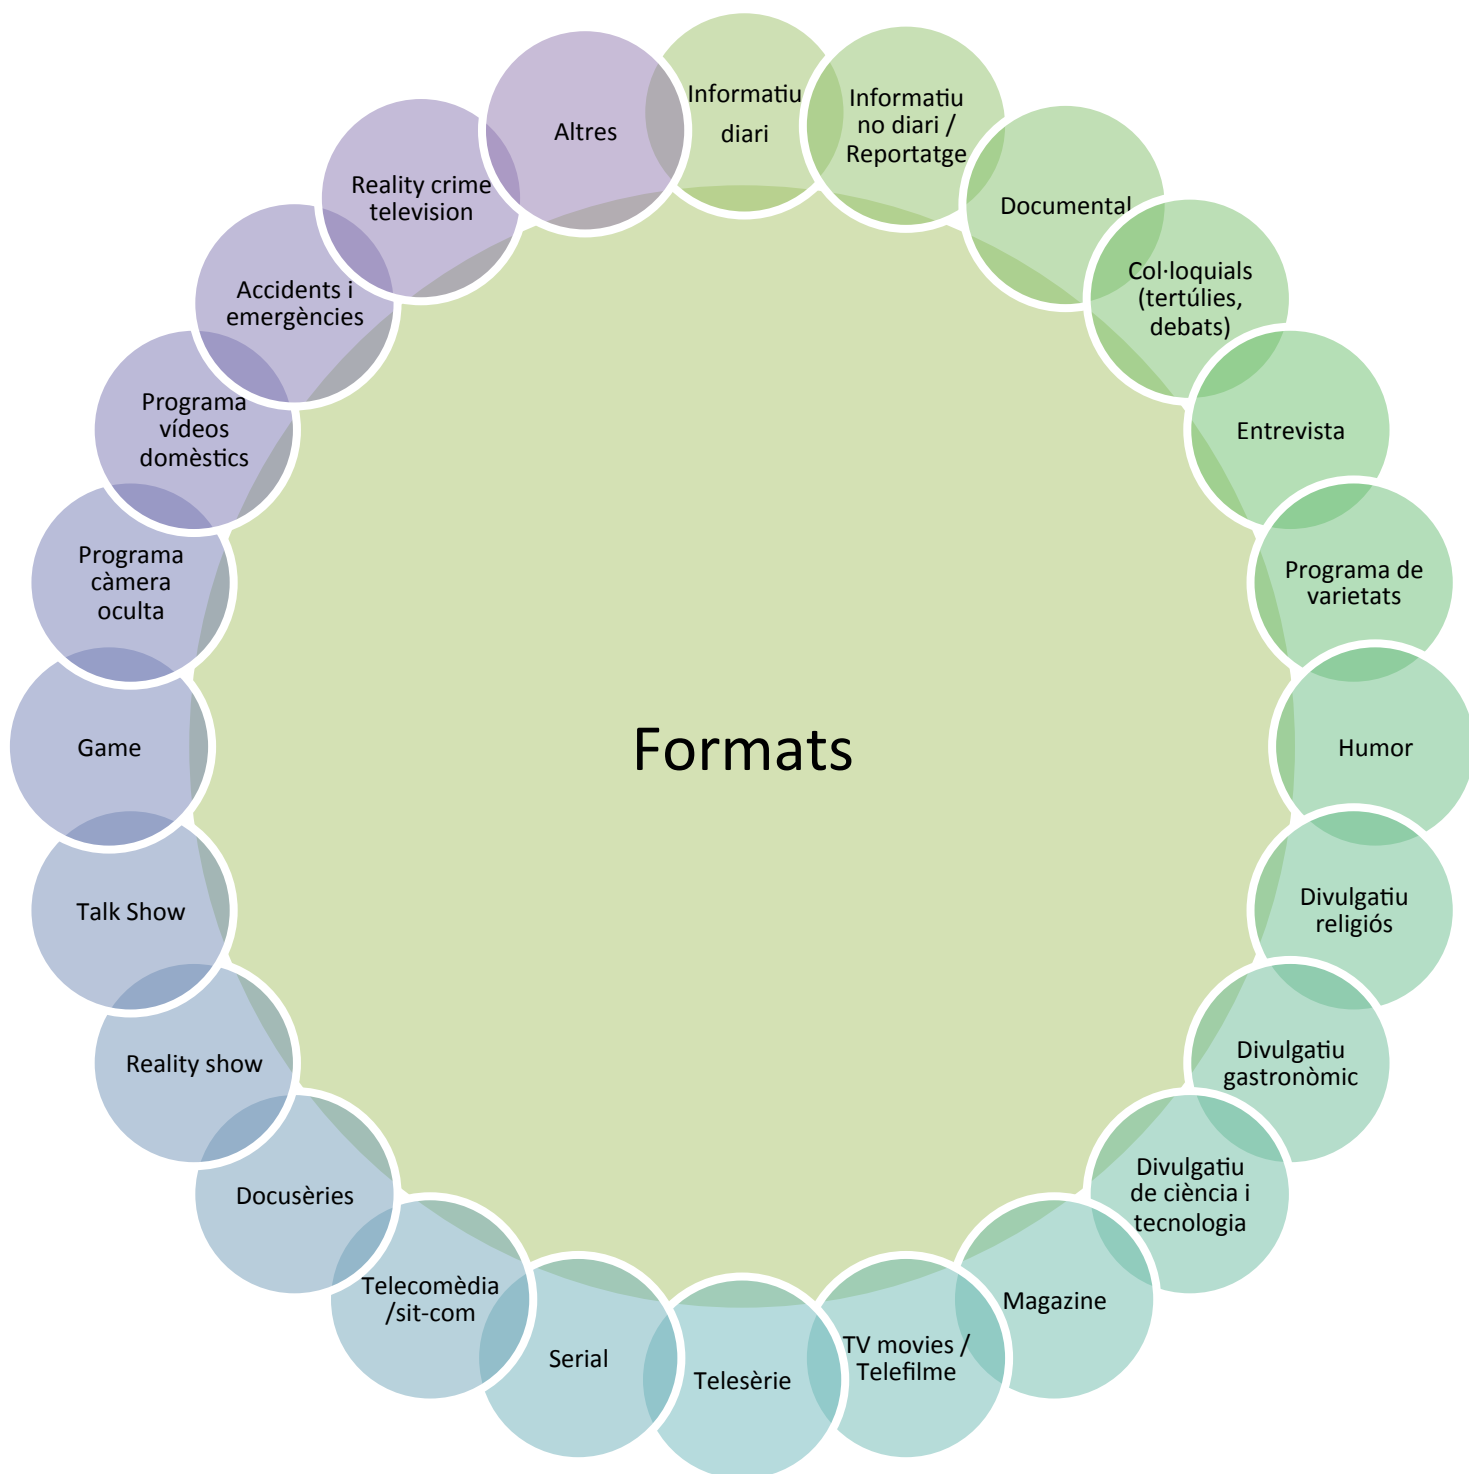 Informatiu
diari
Informatiu
no diari /
Reportatge
Documental
Col·loquials
(tertúlies,
debats)
Entrevista
Programa de
varietats
Humor
Divulgatiu
religiós
Divulgatiu
gastronòmic
Divulgatiu
de ciència i
tecnologia
Magazine
TV movies /
Telefilme
Telesèrie
Serial
Telecomèdia
/sit-com
Docusèries
Reality show
Talk Show
Game
Programa
càmera
oculta
Programa
vídeos
domèstics
Accidents i
emergències
Reality crime
television
Altres
Formats